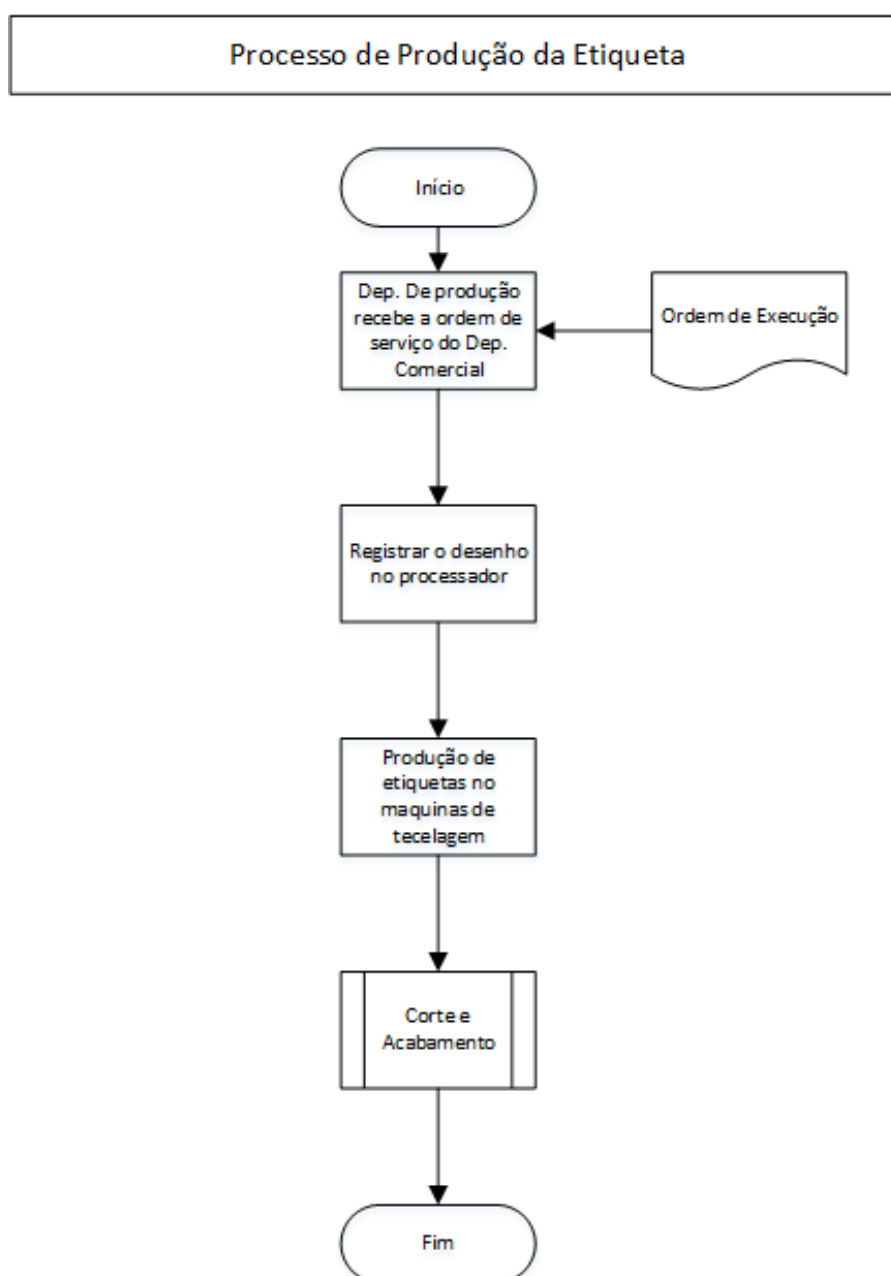 Processo de Produção da Etiqueta
Início
Dep. De produção
recebe a ordem de
serviço do Dep.
Comercial
Ordem de Execução
Registrar o desenho
no processador
Produção de
etiquetas no
maquinas de
tecelagem
Corte e
Acabamento
Fim